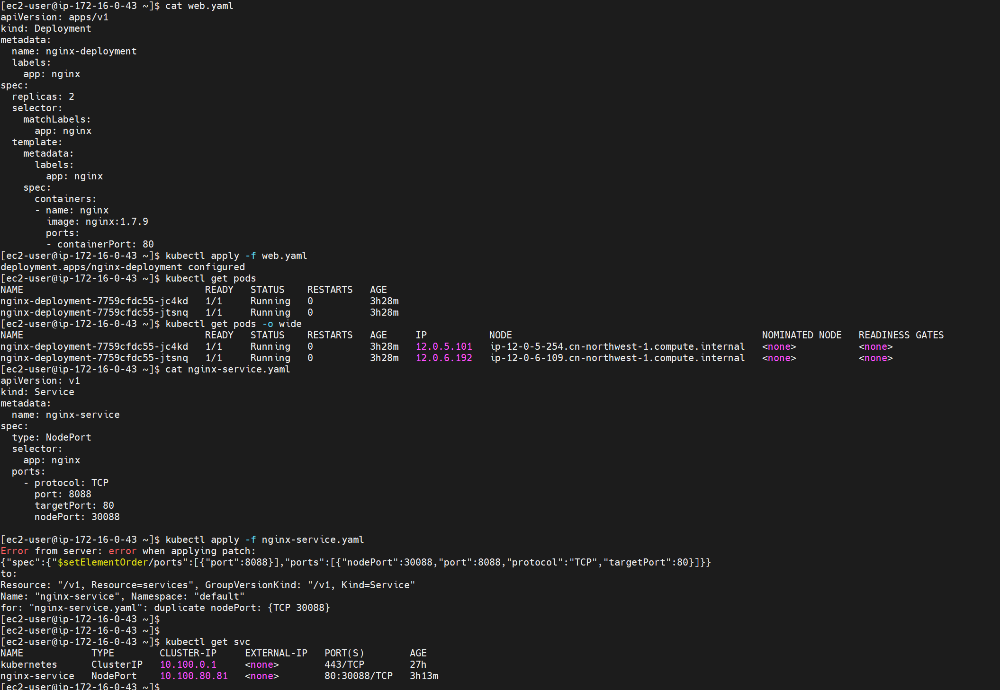 [ec2-user@ip-172-16-0-43 ~]$ cat web.yaml
apiVersion: apps/v1
kind: Deployment
metadata:
  name: nginx-deployment
  labels:
    app: nginx
spec:
  replicas: 2
  selector:
    matchLabels:
      app: nginx
  template:
    metadata:
      labels:
        app: nginx
    spec:
      containers:
      - name: nginx
        image: nginx:1.7.9
        ports:
        - containerPort: 80
[ec2-user@ip-172-16-0-43 ~]$ kubectl apply -f web.yaml
deployment.apps/nginx-deployment configured
[ec2-user@ip-172-16-0-43 ~]$ kubectl get pods
NAME                                READY   STATUS    RESTARTS   AGE
nginx-deployment-7759cfdc55-jc4kd   1/1     Running   0          3h28m
nginx-deployment-7759cfdc55-jtsnq   1/1     Running   0          3h28m
[ec2-user@ip-172-16-0-43 ~]$ kubectl get pods -o wide
NAME                                READY   STATUS    RESTARTS   AGE     IP           NODE                                            NOMINATED NODE   READINESS GATES
nginx-deployment-7759cfdc55-jc4kd   1/1     Running   0          3h28m   12.0.5.101   ip-12-0-5-254.cn-northwest-1.compute.internal   <none>           <none>
nginx-deployment-7759cfdc55-jtsnq   1/1     Running   0          3h28m   12.0.6.192   ip-12-0-6-109.cn-northwest-1.compute.internal   <none>           <none>
[ec2-user@ip-172-16-0-43 ~]$ cat nginx-service.yaml
apiVersion: v1
kind: Service
metadata:
  name: nginx-service
spec:
  type: NodePort
  selector:
    app: nginx
  ports:
    - protocol: TCP
      port: 8088
      targetPort: 80
      nodePort: 30088

[ec2-user@ip-172-16-0-43 ~]$ kubectl apply -f nginx-service.yaml
Error from server: error when applying patch:
{"spec":{"$setElementOrder/ports":[{"port":8088}],"ports":[{"nodePort":30088,"port":8088,"protocol":"TCP","targetPort":80}]}}
to:
Resource: "/v1, Resource=services", GroupVersionKind: "/v1, Kind=Service"
Name: "nginx-service", Namespace: "default"
for: "nginx-service.yaml": duplicate nodePort: {TCP 30088}
[ec2-user@ip-172-16-0-43 ~]$
[ec2-user@ip-172-16-0-43 ~]$
[ec2-user@ip-172-16-0-43 ~]$ kubectl get svc
NAME            TYPE        CLUSTER-IP     EXTERNAL-IP   PORT(S)        AGE
kubernetes      ClusterIP   10.100.0.1     <none>        443/TCP        27h
nginx-service   NodePort    10.100.80.81   <none>        80:30088/TCP   3h13m
[ec2-user@ip-172-16-0-43 ~]$